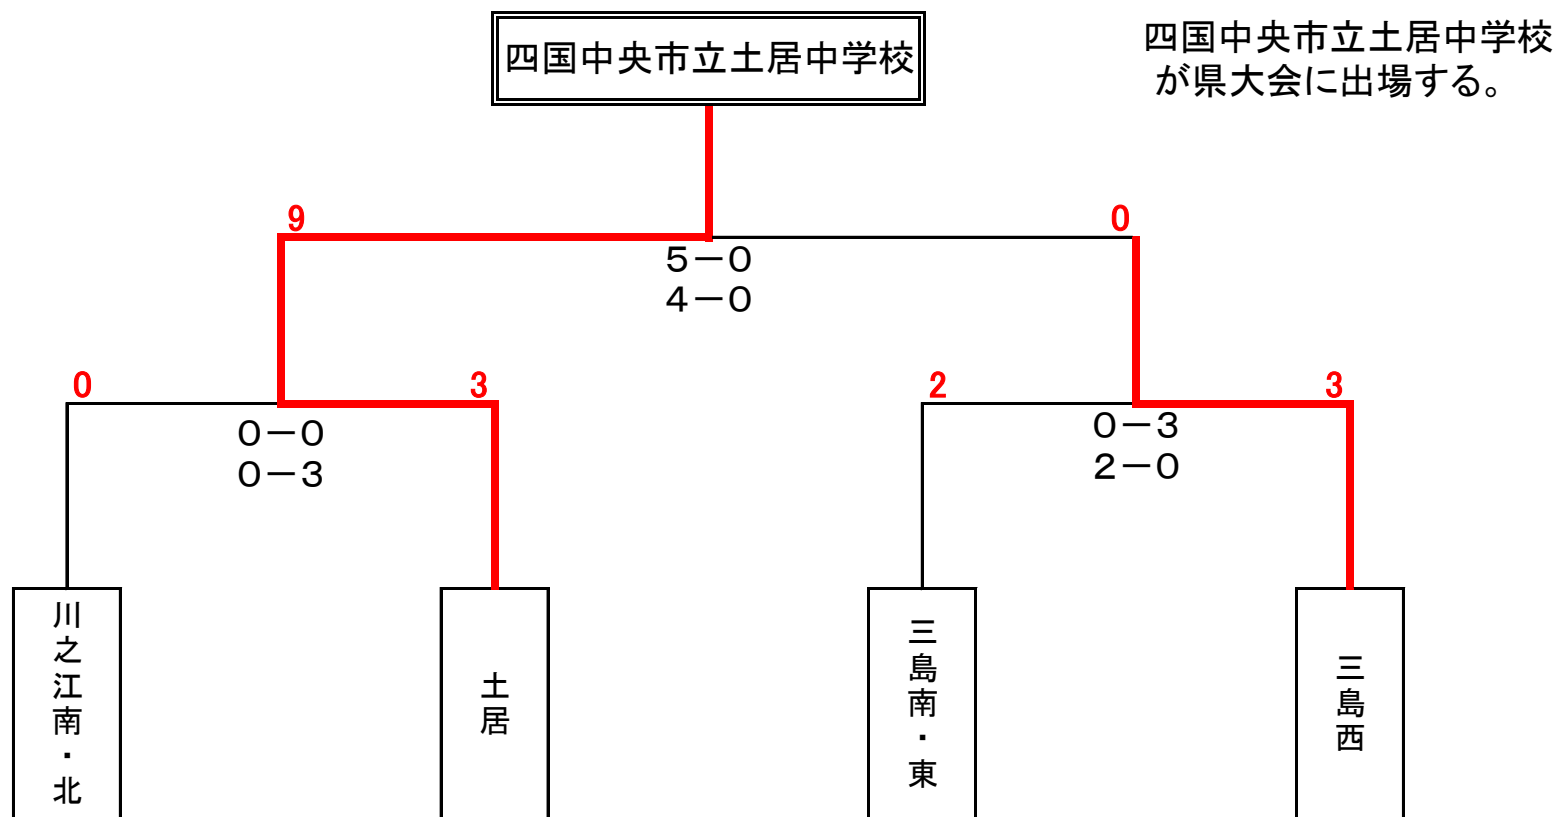 四国中央市立土居中学校
四国中央市立土居中学校
が県大会に出場する。
9
0
5－0
4－0
0
3
2
3
0－0
0－3
0－3
2－0
川之江南・北
土居
三島南・東
三島西